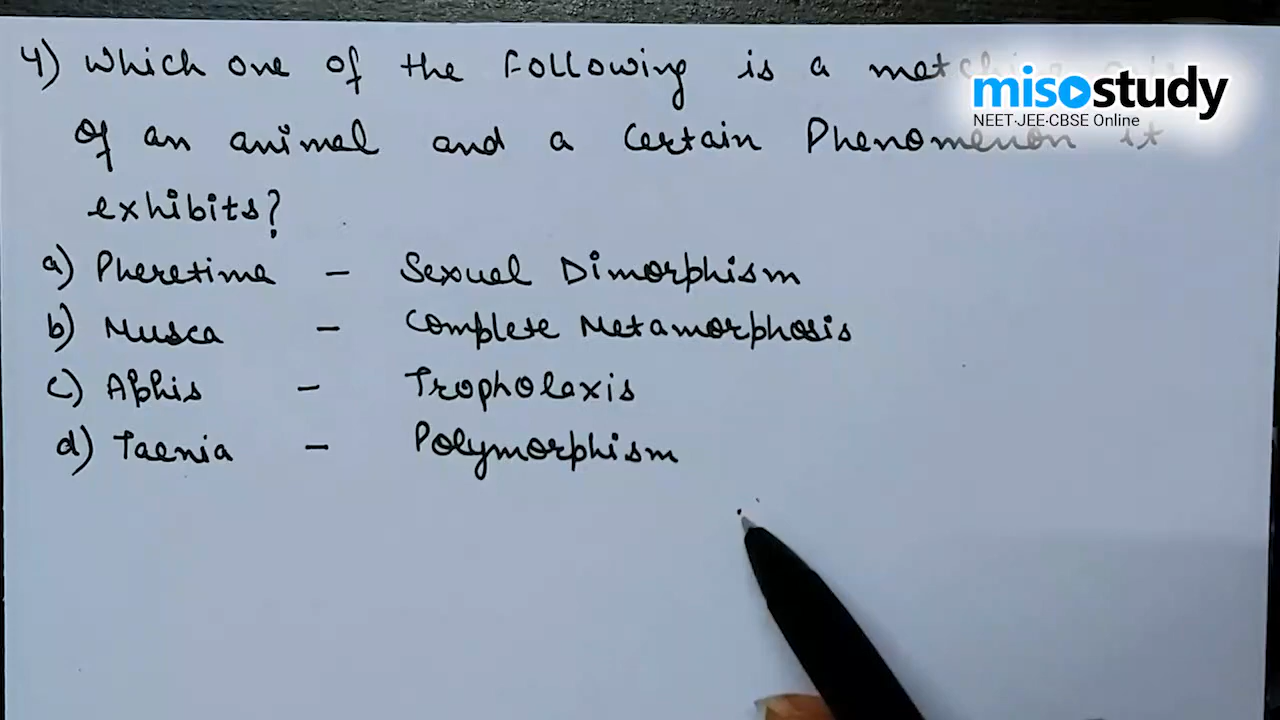 4) Which one of the following is a
of an animal and a certain Phenomenon it
exhibits?
a) Pheretima - Sexual Dimorphism
b) Musca - Complete Metamorphosis
c) Aphis - Tropholaxis
d) Taenia - Polymorphism
misostudy
NEET·JEE·CBSE Online